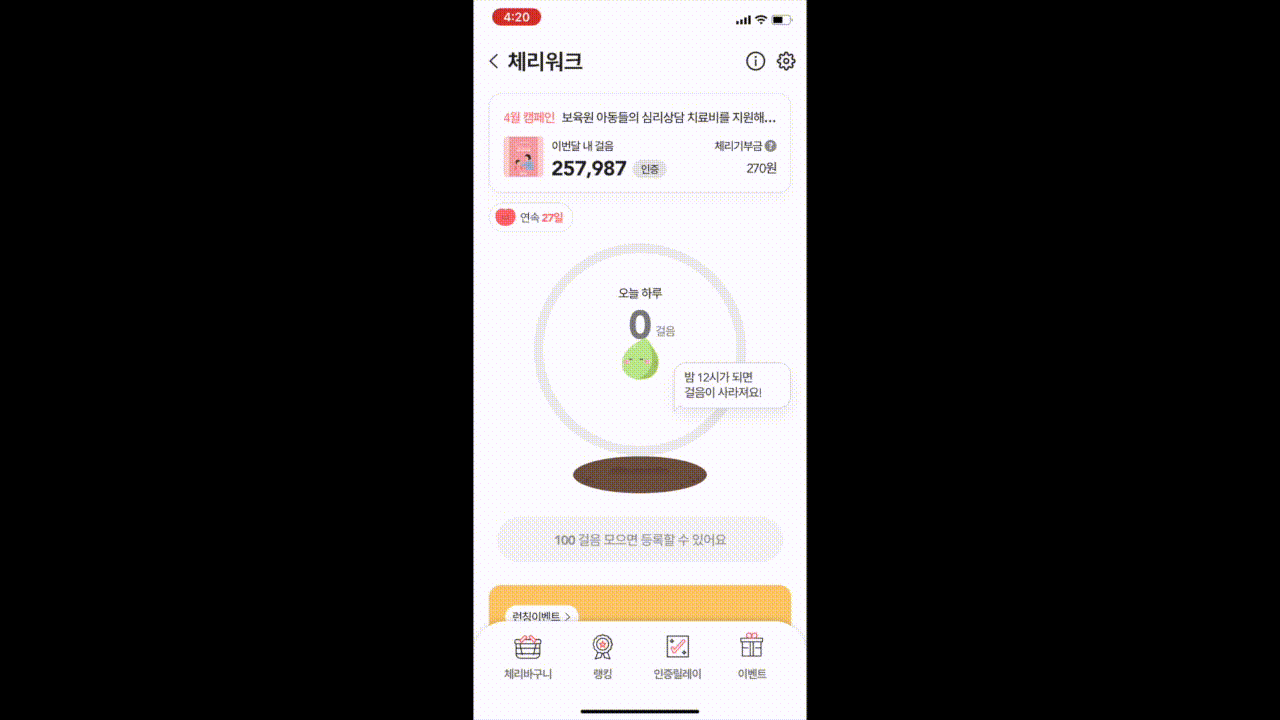 4:20
체리워크
4월 캠페인 보육원 아동들의 심리상담 치료비를 지원해...
이번달 내 걸음 체리기부금 ?
257,987 인증 270원
연속 27일
오늘 하루
0 걸음
밤 12시가 되면
걸음이 사라져요!
100 걸음 모으면 등록할 수 있어요
런칭이벤트 >
체리바구니 랭킹 인증릴레이 이벤트